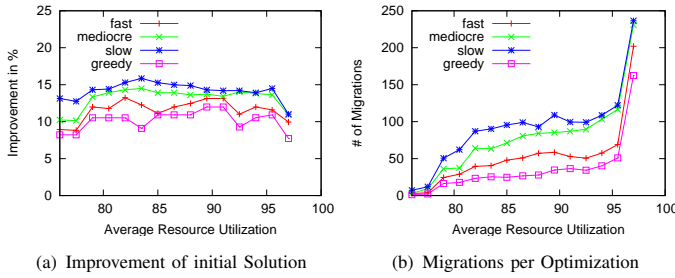 (a)
fast
mediocre
slow
greedy
Improvement in %
25
20
15
10
5
0
80 85 90 95 100
Average Resource Utilization
(a) Improvement of initial Solution
(b)
fast
mediocre
slow
greedy
# of Migrations
250
200
150
100
50
0
80 85 90 95 100
Average Resource Utilization
(b) Migrations per Optimization